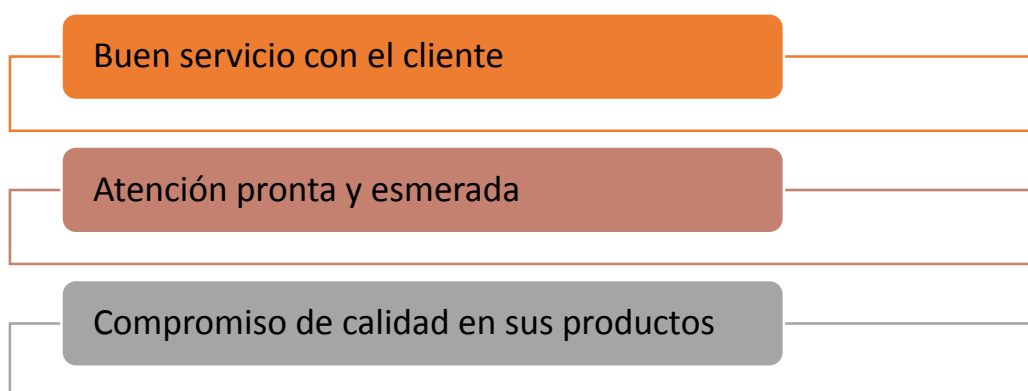 Buen servicio con el cliente
Atención pronta y esmerada
Compromiso de calidad en sus productos